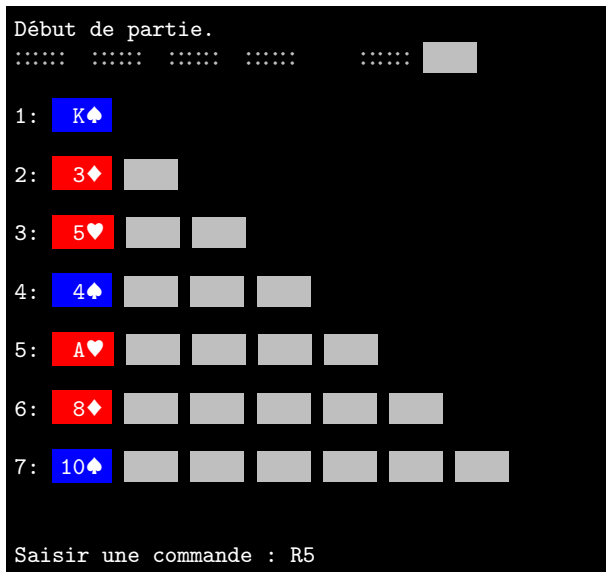 Début de partie.
:::::: :::::: :::::: :::::: ::::::
1: K♠
2: 3♦
3: 5♥
4: 4♠
5: A♥
6: 8♦
7: 10♠
Saisir une commande : R5